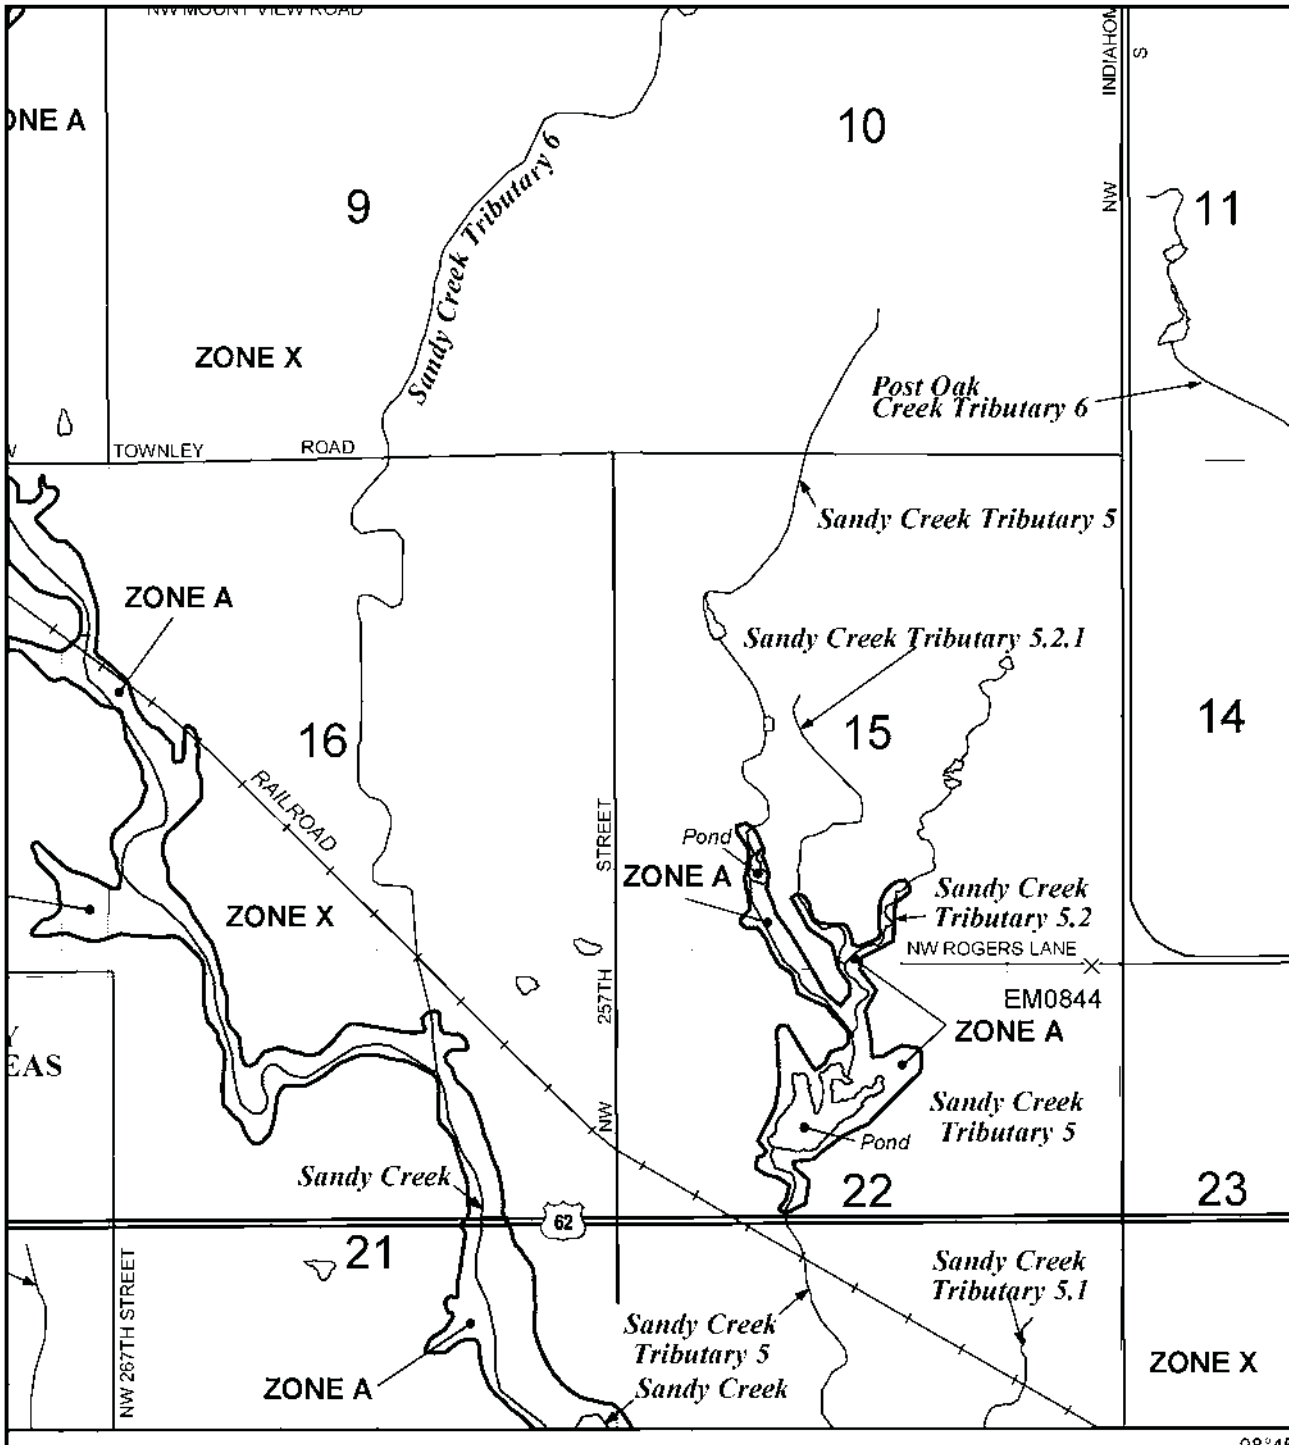 NW MOUNT VIEW ROAD
INDIAHOM
S
NW
ONE A
10
9
11
Sandy Creek Tributary 6
ZONE X
Post Oak
Creek Tributary 6
TOWNLEY ROAD
Sandy Creek Tributary 5
ZONE A
Sandy Creek Tributary 5.2.1
16
15
14
RAILROAD
NW 257TH STREET
Pond
ZONE A
ZONE X
Sandy Creek
Tributary 5.2
NW ROGERS LANE
EM0844
ZONE A
Y
EAS
Sandy Creek
Tributary 5
Pond
Sandy Creek
22
23
62
21
NW 267TH STREET
Sandy Creek
Tributary 5.1
Sandy Creek
Tributary 5
ZONE X
ZONE A
Sandy Creek